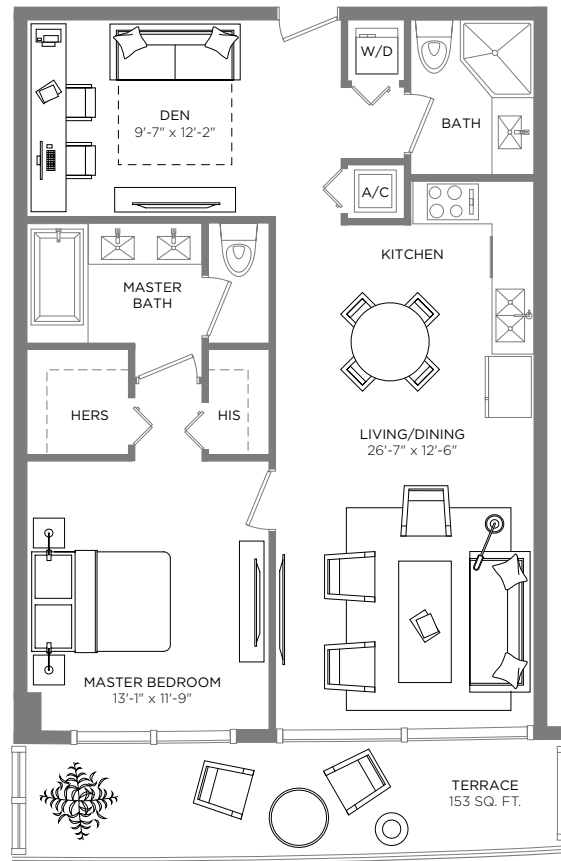 W/D
DEN
9'-7" x 12'-2"
BATH
A/C
KITCHEN
MASTER
BATH
HERS
HIS
LIVING/DINING
26'-7" x 12'-6"
MASTER BEDROOM
13'-1" x 11'-9"
TERRACE
153 SQ. FT.